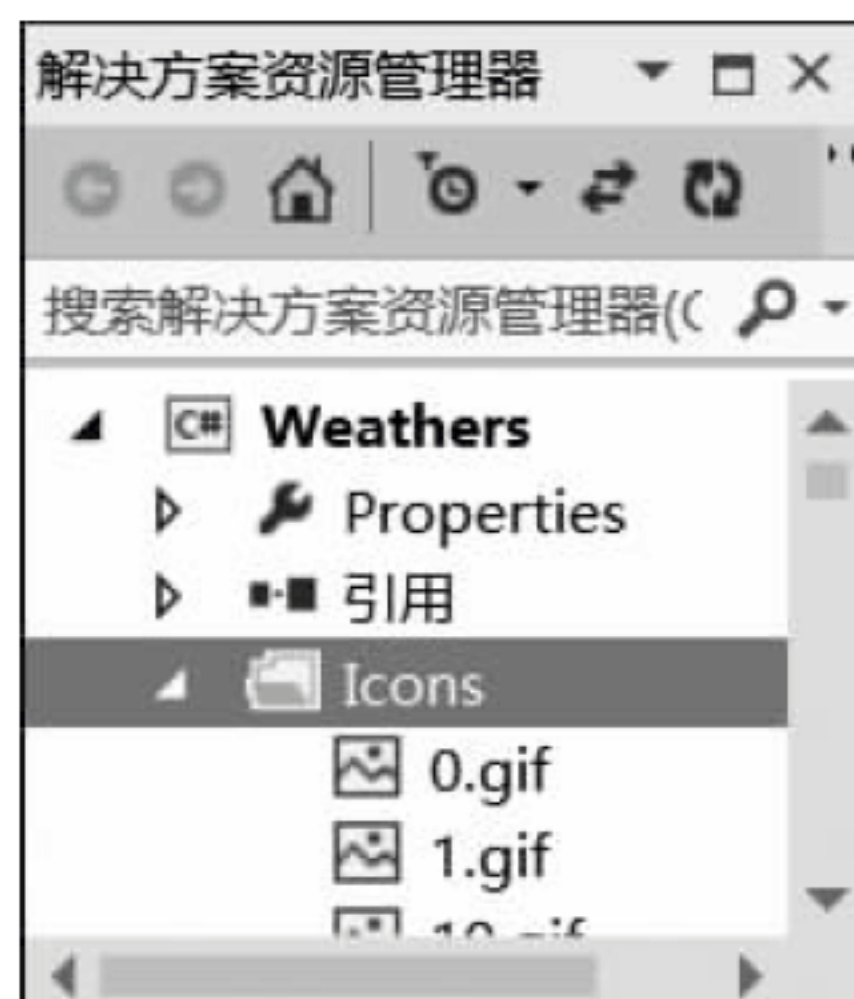 解决方案资源管理器
搜索解决方案资源管理器(C
C# Weathers
Properties
引用
Icons
0.gif
1.gif